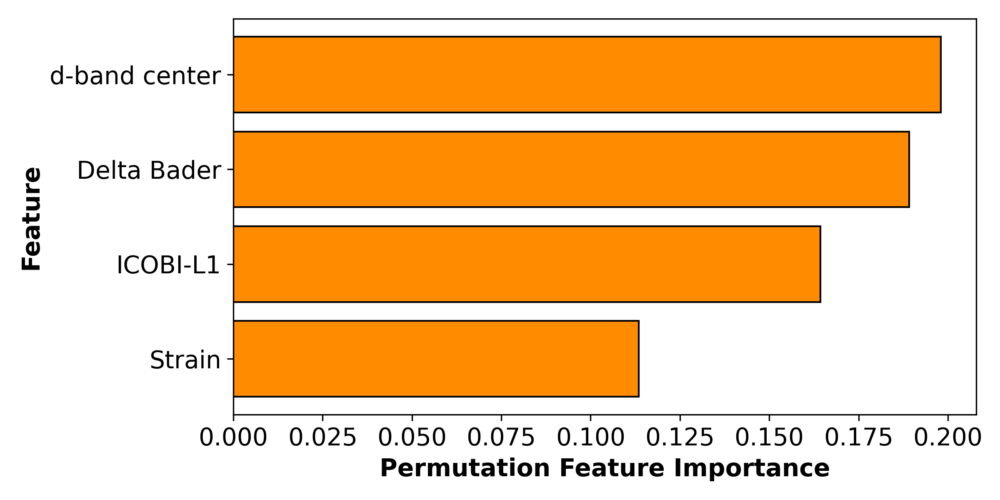 d-band center
Delta Bader
ICOBI-L1
Strain
Feature
0.000 0.025 0.050 0.075 0.100 0.125 0.150 0.175 0.200
Permutation Feature Importance